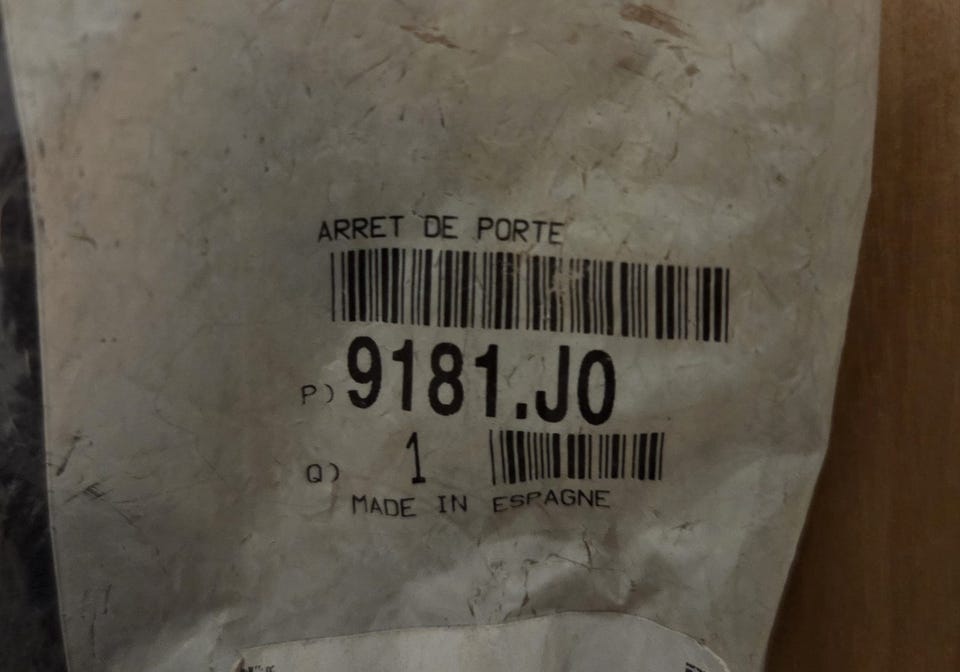 ARRET DE PORTE
P) 9181.J0
Q) 1
MADE IN ESPAGNE